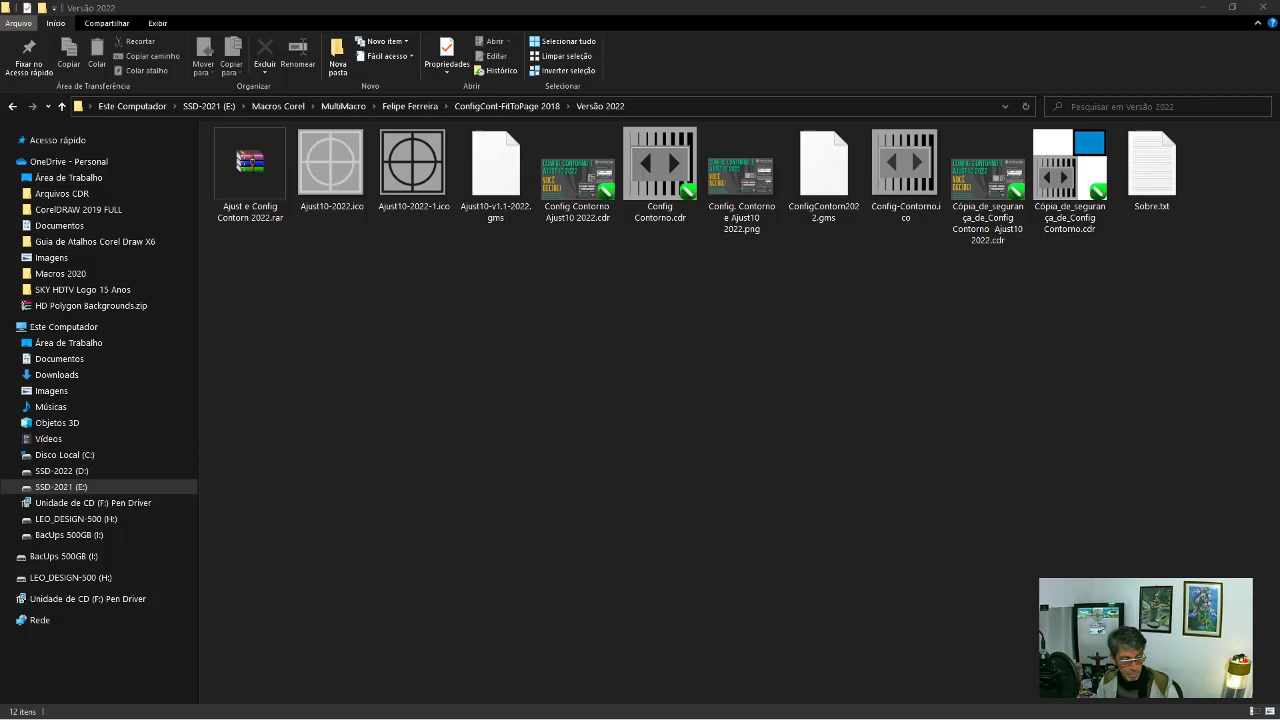 Versão 2022
Arquivo
Início
Compartilhar
Exibir
Fixar no
Acesso rápido
Copiar
Colar
Recortar
Copiar caminho
Colar atalho
Área de Transferência
Mover
para
Copiar
para
Excluir
Renomear
Organizar
Nova
pasta
Novo item
Fácil acesso
Novo
Propriedades
Abrir
Editar
Histórico
Abrir
Selecionar tudo
Limpar seleção
Inverter seleção
Selecionar
Este Computador > SSD-2021 (E:) > Macros Corel > MultiMacro > Felipe Ferreira > ConfigCont-FitToPage 2018 > Versão 2022
Pesquisar em Versão 2022
Acesso rápido
OneDrive - Personal
Área de Trabalho
Arquivos CDR
CorelDRAW 2019 FULL
Documentos
Guia de Atalhos Corel Draw X6
Imagens
Macros 2020
SKY HDTV Logo 15 Anos
HD Polygon Backgrounds.zip
Este Computador
Área de Trabalho
Documentos
Downloads
Imagens
Músicas
Objetos 3D
Vídeos
Disco Local (C:)
SSD-2022 (D:)
SSD-2021 (E:)
Unidade de CD (F:) Pen Driver
LEO_DESIGN-500 (H:)
BacUps 500GB (I:)
BacUps 500GB (I:)
LEO_DESIGN-500 (H:)
Unidade de CD (F:) Pen Driver
Rede
Ajust e Config
Contorn 2022.rar
Ajust10-2022.ico
Ajust10-2022-1.ico
Ajust10-v1.1-2022.
gms
Config Contorno
Ajust10 2022.cdr
Config
Contorno.cdr
Config. Contorno
e Ajust10
2022.png
ConfigContorn202
2.gms
Config-Contorno.i
co
Cópia_de_seguran
ça_de_Config
Contorno Ajust10
2022.cdr
Cópia_de_seguran
ça_de_Config
Contorno.cdr
Sobre.txt
12 itens